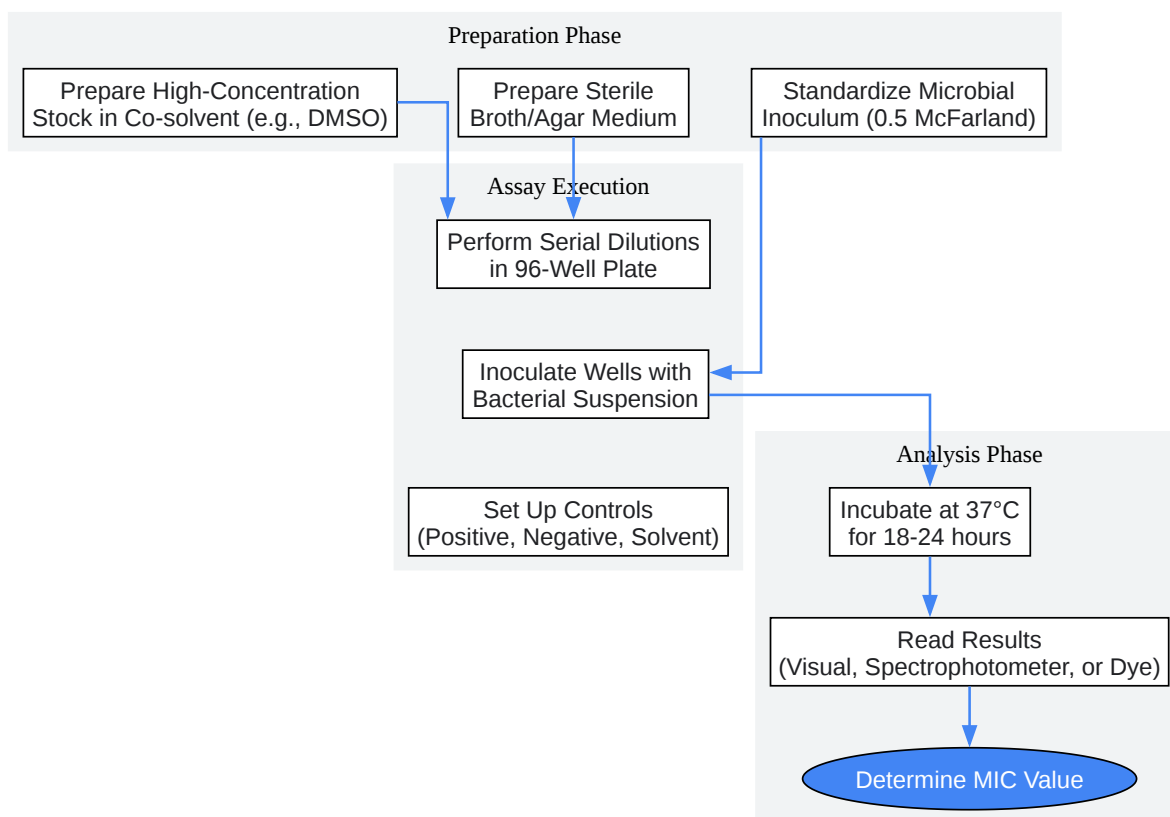 Preparation Phase
Prepare High-Concentration
Stock in Co-solvent (e.g., DMSO)
Prepare Sterile
Broth/Agar Medium
Standardize Microbial
Inoculum (0.5 McFarland)
Assay Execution
Perform Serial Dilutions
in 96-Well Plate
Inoculate Wells with
Bacterial Suspension
Set Up Controls
(Positive, Negative, Solvent)
Analysis Phase
Incubate at 37°C
for 18-24 hours
Read Results
(Visual, Spectrophotometer, or Dye)
Determine MIC Value